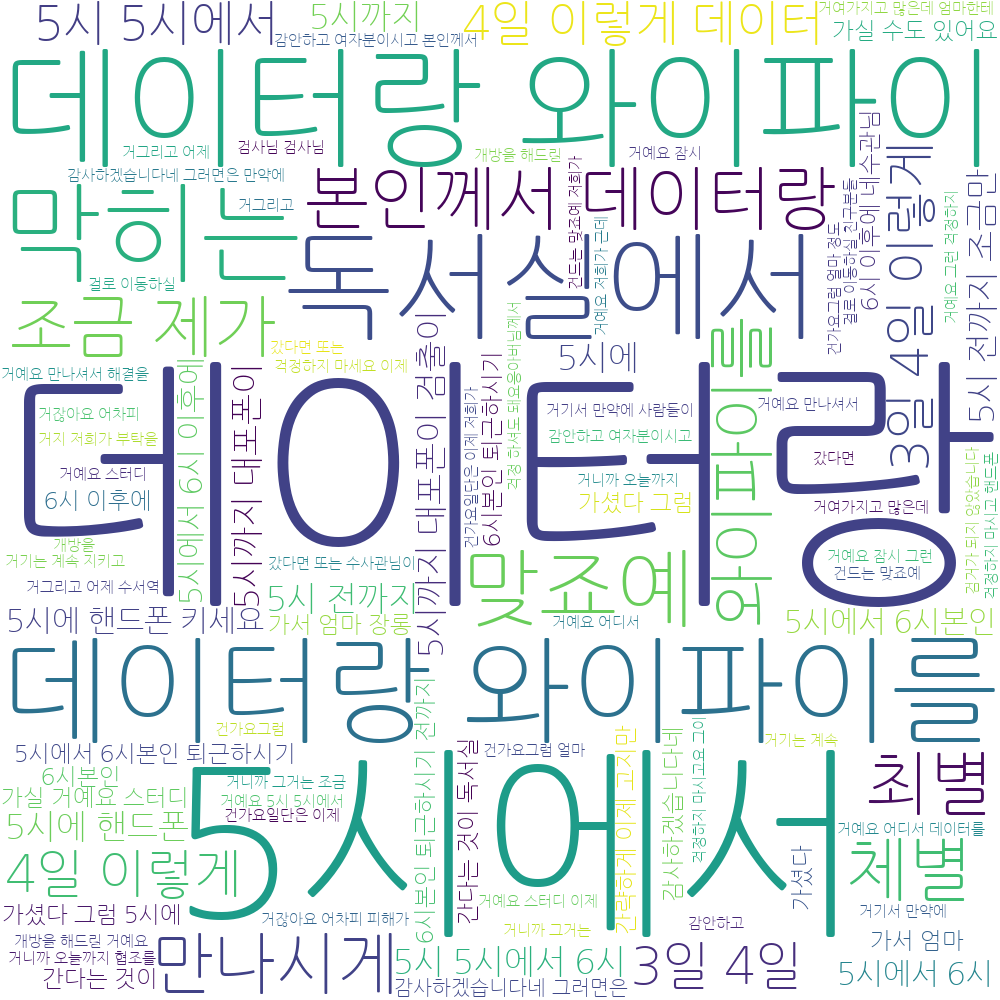 5시 5시에서
5시까지
4일 이렇게 데이터
거여가지고 많은데 엄마한테
감안하고 여자분이시고 본인께서
가실 수도 있어요
데이터랑 와이파이
거그리고 어제
검사님 검사님
개방을 해드릴
거예요 잠시
감사하겠습니다네 그러면은 만약에
본인께서 데이터랑
거그리고
막히는
독서실에서
걸로 이동하실
건드는 맞죠예 저희가
거예요 저희가 근데
건가요그럼 얼마 정도
걸로 이동하실 친구분들
6시 이후에 네수관님
3일 4일 이렇게
거예요 그런 걱정하지
5시 전까지 조금만
조금 제가
갔다면 또는
걱정하지 마세요 이제
5시에
와이파이를
거예요 만나셔서 해결을
데이터랑
거잖아요 어차피
거지 저희가 부탁을
거예요 스터디
6시 이후에
개방을
거기는 계속 지키고
거그리고 어제 수서역
5시에서 6시 이후에
5시까지 대포폰이
5시까지 대포폰이 검출이
건가요일단은 이제 저희가
6시본인 퇴근하시기
걱정 하셔도 돼요응아버님께서
거기서 만약에 사람들이
거예요 만나셔서
감안하고 여자분이시고
갔다면
거니까 오늘까지
가셨다 그럼
거여가지고 많은데
갔다면 또는 수사관님이
맞죠예
거예요 잠시 그런
건드는 맞죠예
검거가 되지 않았습니다
걱정하지 마시고 핸드폰
5시 전까지
5시에 핸드폰 키세요
가서 엄마 장롱
거예요 어디서
5시에서 6시본인
데이터랑 와이파이를
건가요그럼
5시에서 6시본인 퇴근하시기
건가요그럼 얼마
거기는 계속
6시본인
거니까 그거는 조금
가실 거예요 스터디
거예요 5시 5시에서
5시에 핸드폰
건가요일단은 이제
5시에서
6시본인 퇴근하시기 전까지
간다는 것이 독서실
간략하게이제 고지만
감사하겠습니다네
걱정하지 마시고요 그이
최별
거예요 어디서 데이터를
4일 이렇게
체별
가셨다
가셨다 그럼 5시에
거잖아요 어차피 피해가
거예요 스터디 이제
거기서 만약에
거니까 그거는
감안하고
개방을 해드릴 거예요
거니까 오늘까지 협조를
간다는 것이
만나시게
5시 5시에서 6시
감사하겠습니다네 그러면은
3일 4일
가서 엄마
5시에서 6시